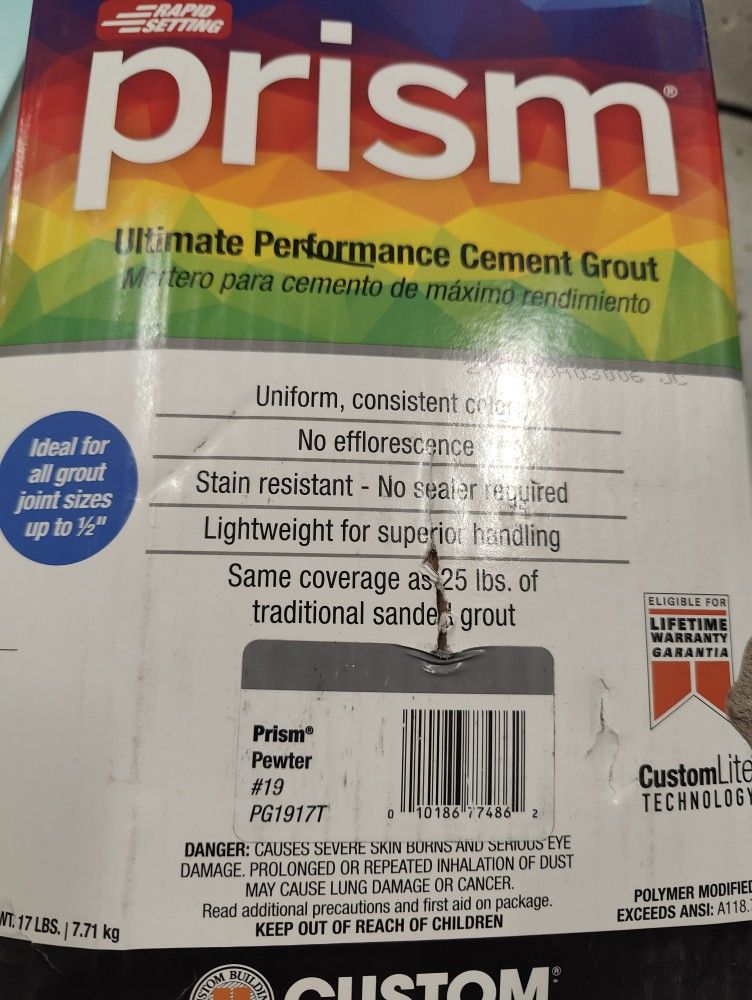 RAPID
SETTING
prism®
Ultimate Performance Cement Grout
Mortero para cemento de máximo rendimiento
Uniform, consistent color
No efflorescence
Ideal for
all grout
joint sizes
up to ½"
Stain resistant - No sealer required
Lightweight for superior handling
Same coverage as 25 lbs. of
traditional sanded grout
ELIGIBLE FOR
LIFETIME
WARRANTY
GARANTIA
Prism®
Pewter
#19
PG1917T
0 10186 77486 2
CustomLite
TECHNOLOGY
DANGER: CAUSES SEVERE SKIN BURNS AND SERIOUS EYE
DAMAGE. PROLONGED OR REPEATED INHALATION OF DUST
MAY CAUSE LUNG DAMAGE OR CANCER.
Read additional precautions and first aid on package.
KEEP OUT OF REACH OF CHILDREN
POLYMER MODIFIED
EXCEEDS ANSI: A118.7
WT. 17 LBS. | 7.71 kg
CUSTOM BUILDING
CUSTOM®